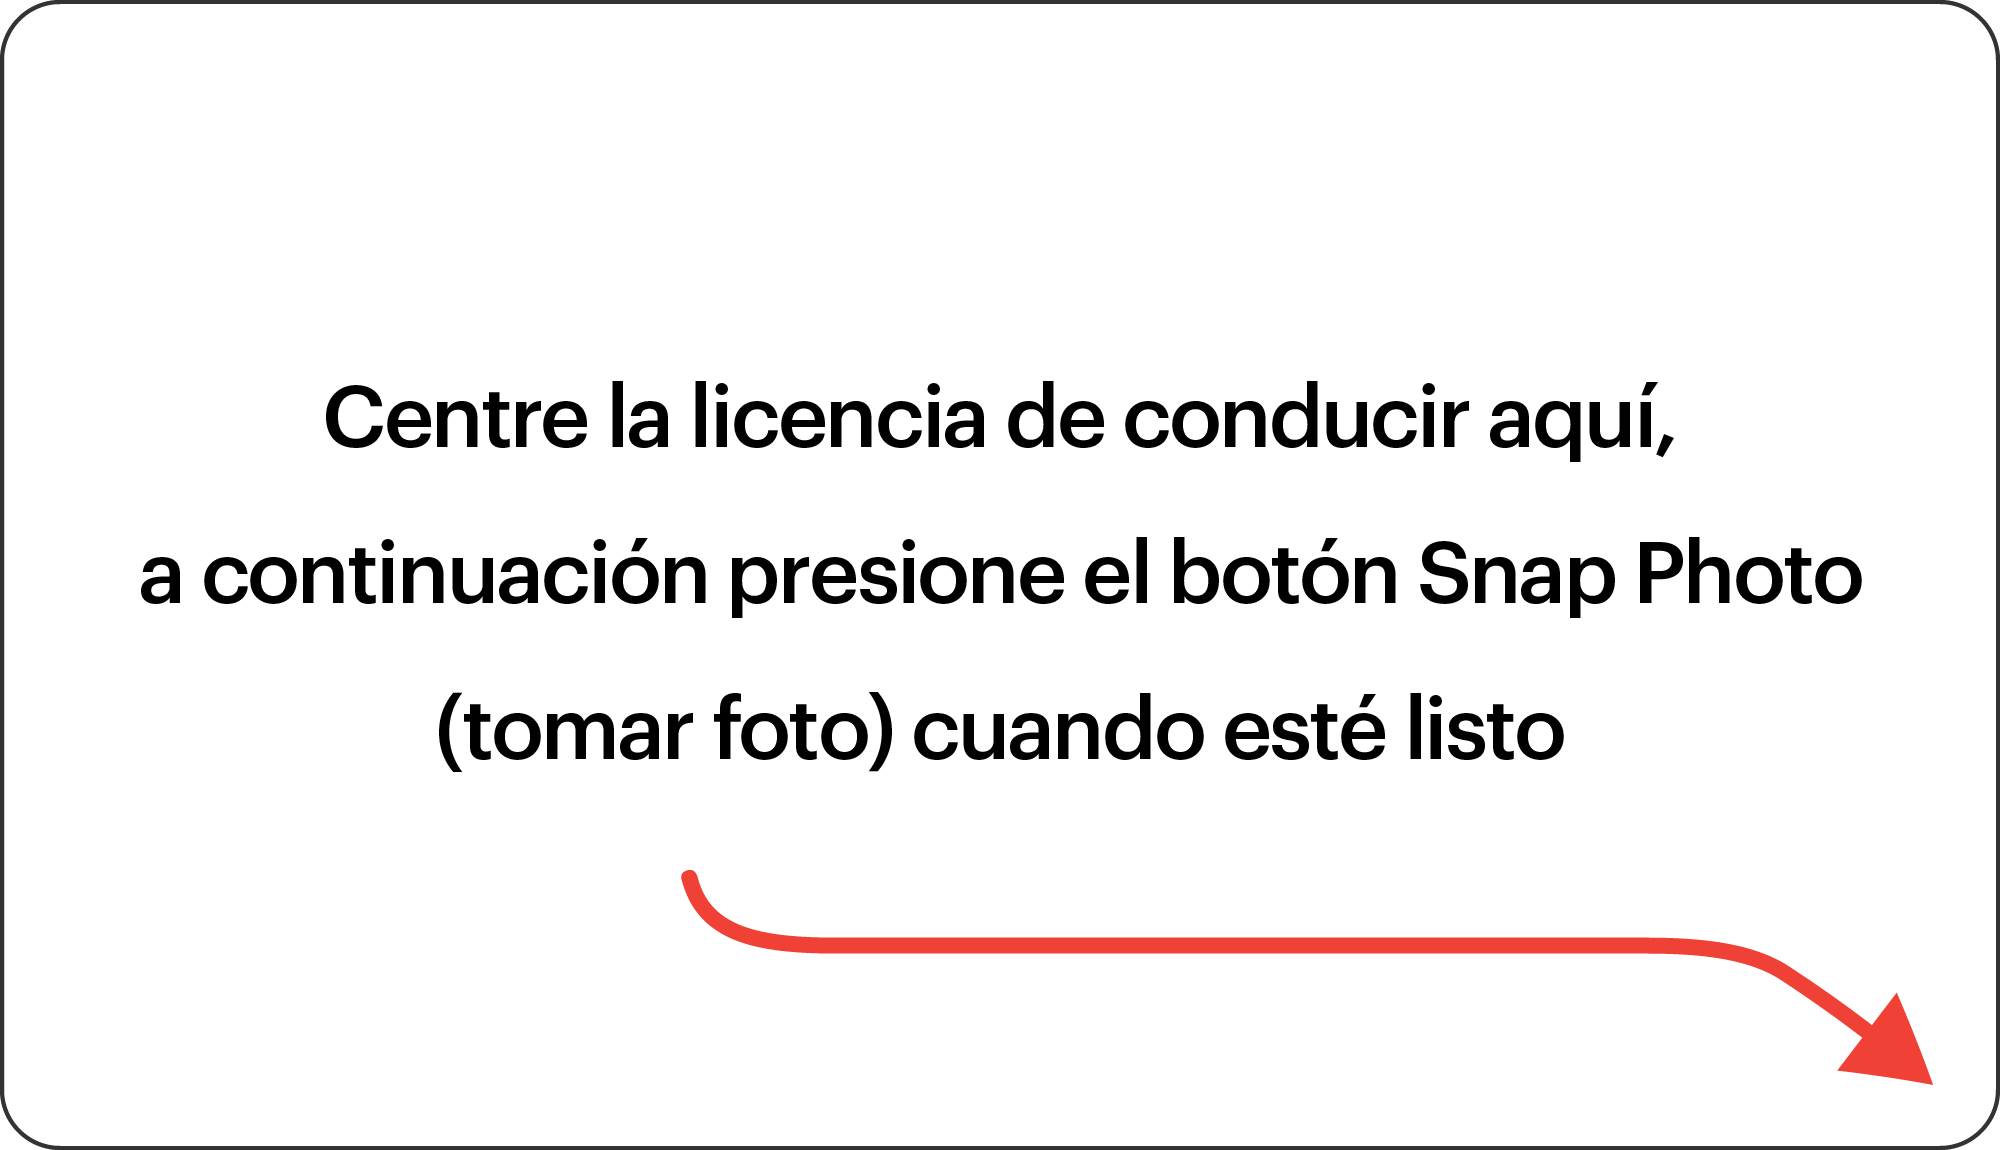 Centre la licencia de conducir aquí,
a continuación presione el botón Snap Photo
(tomar foto) cuando esté listo